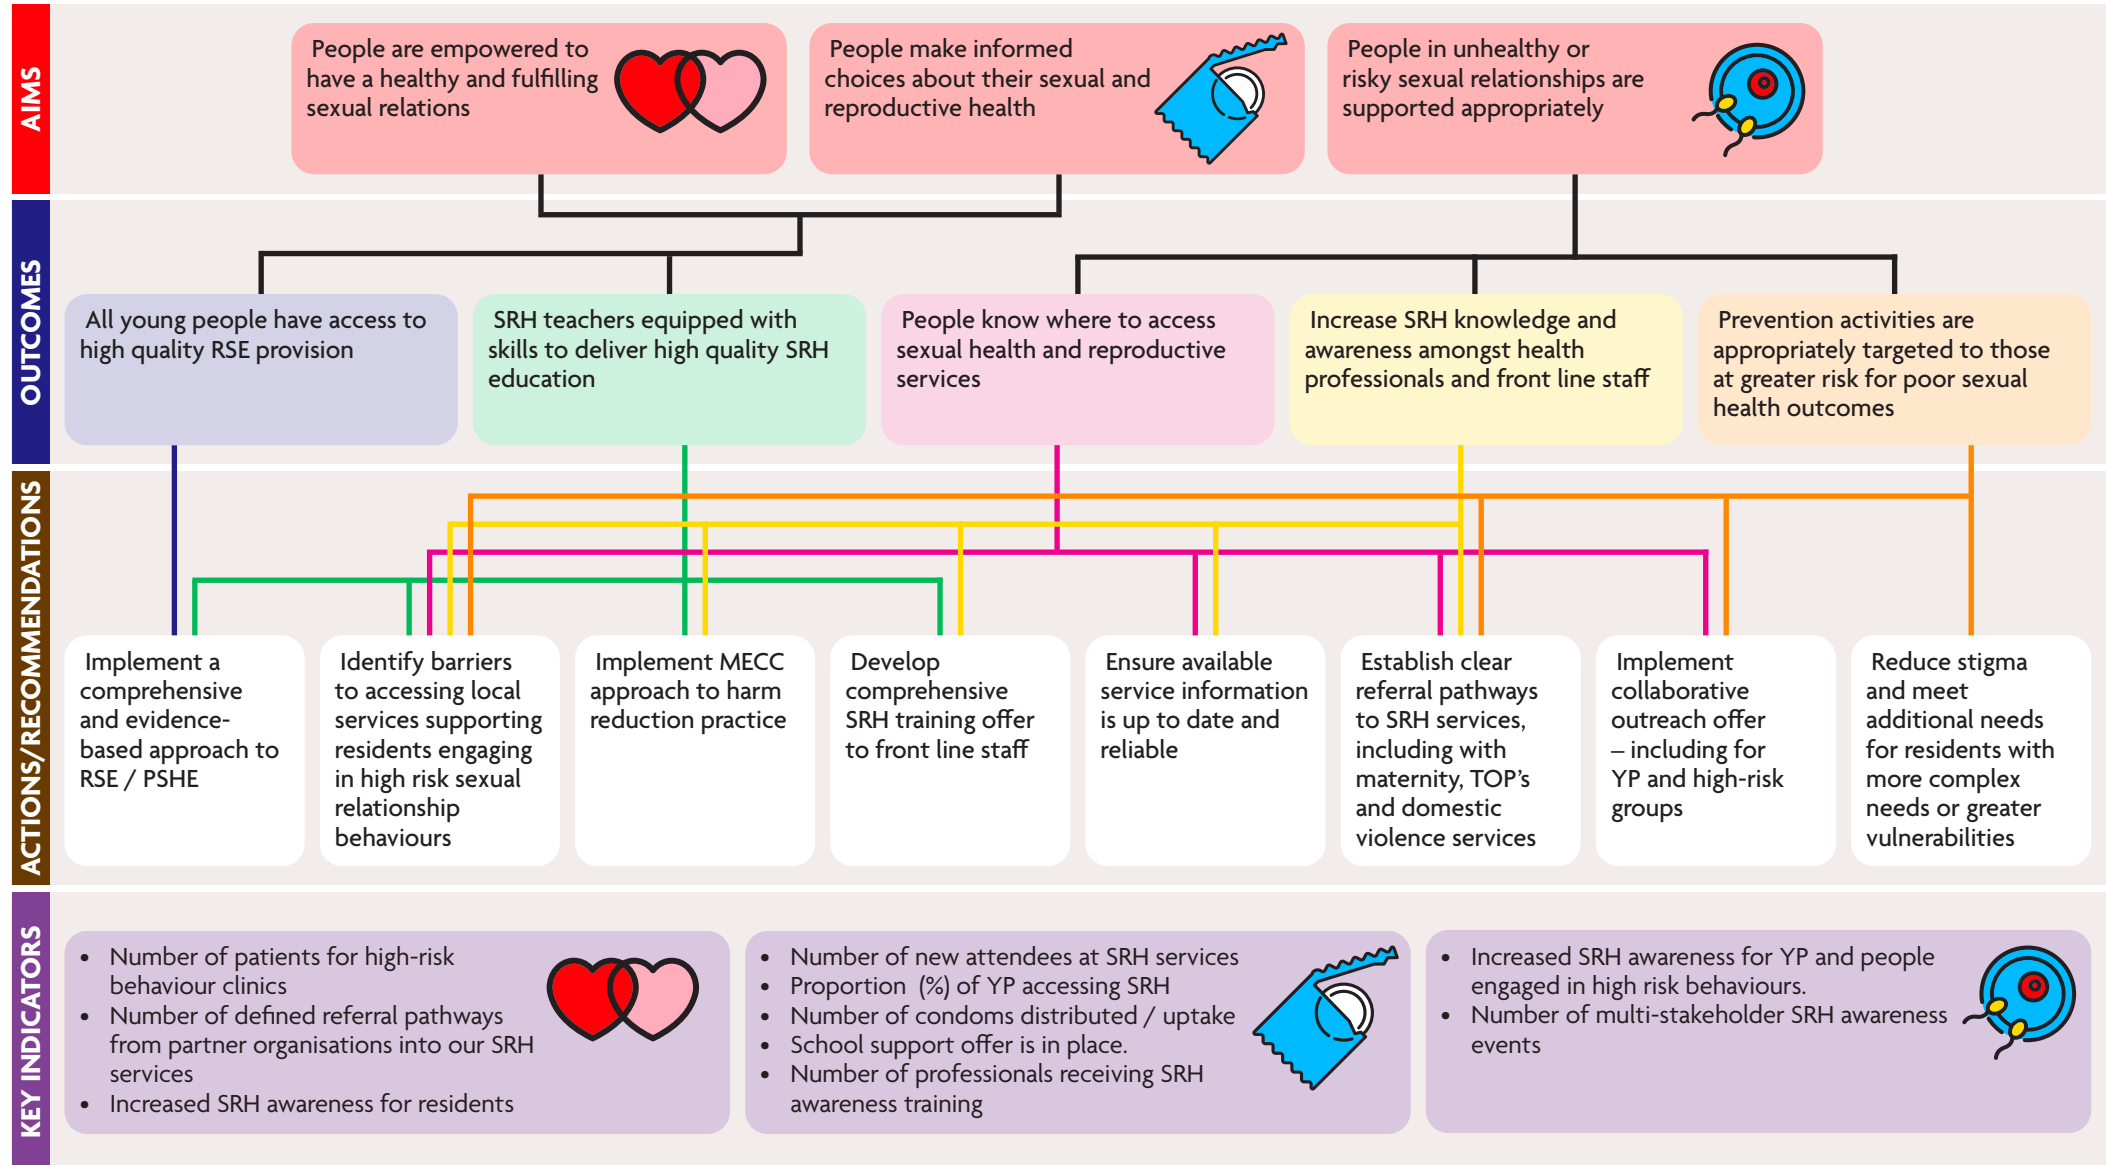 AIMS
People are empowered to
have a healthy and fulfilling
sexual relations
People make informed
choices about their sexual and
reproductive health
People in unhealthy or
risky sexual relationships are
supported appropriately
OUTCOMES
All young people have access to
high quality RSE provision
SRH teachers equipped with
skills to deliver high quality SRH
education
People know where to access
sexual health and reproductive
services
Increase SRH knowledge and
awareness amongst health
professionals and front line staff
Prevention activities are
appropriately targeted to those
at greater risk for poor sexual
health outcomes
ACTIONS/RECOMMENDATIONS
Implement a
comprehensive
and evidence-
based approach to
RSE / PSHE
Identify barriers
to accessing local
services supporting
residents engaging
in high risk sexual
relationship
behaviours
Implement MECC
approach to harm
reduction practice
Develop
comprehensive
SRH training offer
to front line staff
Ensure available
service information
is up to date and
reliable
Establish clear
referral pathways
to SRH services,
including with
maternity, TOP's
and domestic
violence services
Implement
collaborative
outreach offer
– including for
YP and high-risk
groups
Reduce stigma
and meet
additional needs
for residents with
more complex
needs or greater
vulnerabilities
KEY INDICATORS
• Number of patients for high-risk
behaviour clinics
• Number of defined referral pathways
from partner organisations into our SRH
services
• Increased SRH awareness for residents
• Number of new attendees at SRH services
• Proportion (%) of YP accessing SRH
• Number of condoms distributed / uptake
• School support offer is in place.
• Number of professionals receiving SRH
awareness training
• Increased SRH awareness for YP and people
engaged in high risk behaviours.
• Number of multi-stakeholder SRH awareness
events